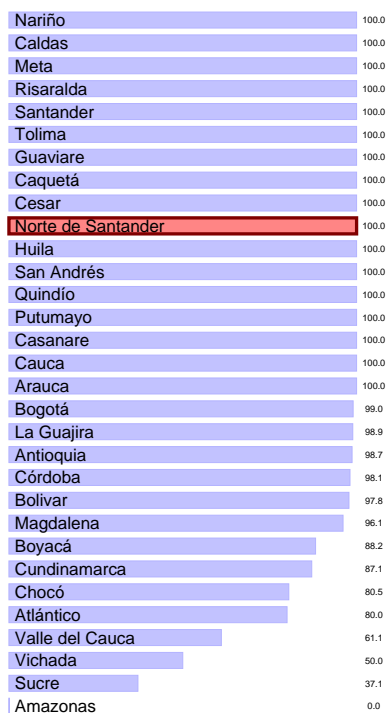 Nariño 100.0
Caldas 100.0
Meta 100.0
Risaralda 100.0
Santander 100.0
Tolima 100.0
Guaviare 100.0
Caquetá 100.0
Cesar 100.0
Norte de Santander 100.0
Huila 100.0
San Andrés 100.0
Quindío 100.0
Putumayo 100.0
Casanare 100.0
Cauca 100.0
Arauca 100.0
Bogotá 99.0
La Guajira 98.9
Antioquia 98.7
Córdoba 98.1
Bolivar 97.8
Magdalena 96.1
Boyacá 88.2
Cundinamarca 87.1
Chocó 80.5
Atlántico 80.0
Valle del Cauca 61.1
Vichada 50.0
Sucre 37.1
Amazonas 0.0